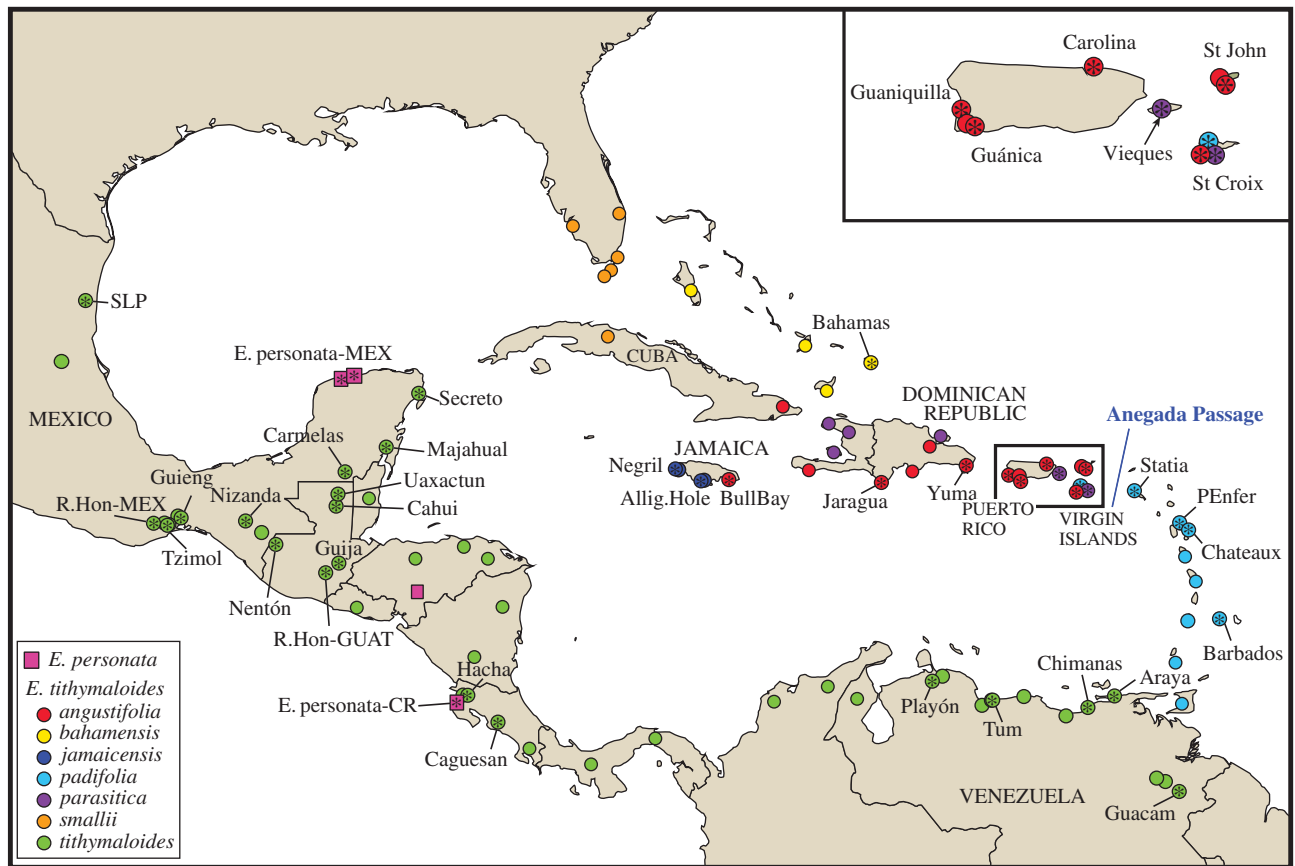 Carolina
St John
Guaniquilla
Guánica
Vieques
St Croix
SLP
E. personata-MEX
CUBA
Bahamas
MEXICO
Secreto
DOMINICAN
REPUBLIC
Anegada Passage
Carmelas
Majahual
JAMAICA
Negril
Statia
Guieng
Uaxactun
Allig.Hole
BullBay
Jaragua
Yuma
PEnfer
R.Hon-MEX
Nizanda
Cahui
PUERTO
RICO
VIRGIN
ISLANDS
Chateaux
Tzimol
Guija
Nentón
R.Hon-GUAT
Barbados
Hacha
Chimanas
Araya
E. personata-CR
Playón
Tum
Caguesan
VENEZUELA
Guacam
E. personata
E. tithymaloides
angustifolia
bahamensis
jamaicensis
padifolia
parasitica
smallii
tithymaloides